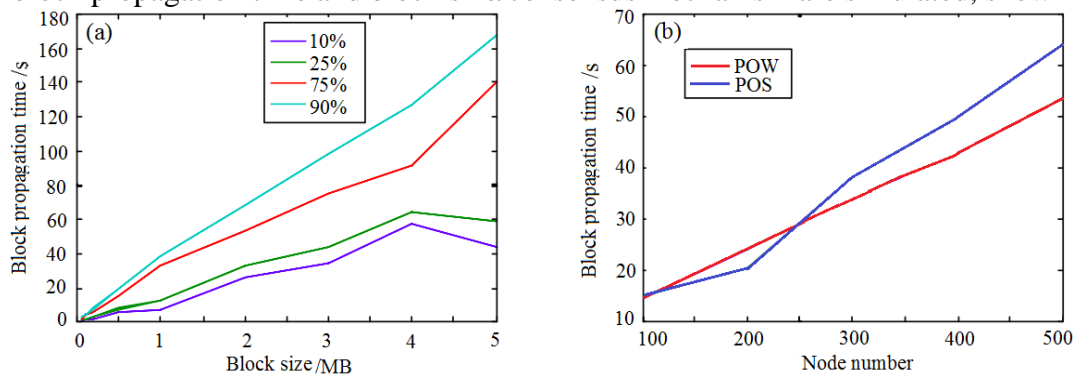 (a)
Block propagation time /s
180
160
140
120
100
80
60
40
20
0
10%
25%
75%
90%
0 1 2 3 4 5
Block size /MB
(b)
Block propagation time /s
70
60
50
40
30
20
10
POW
POS
100 200 300 400 500
Node number